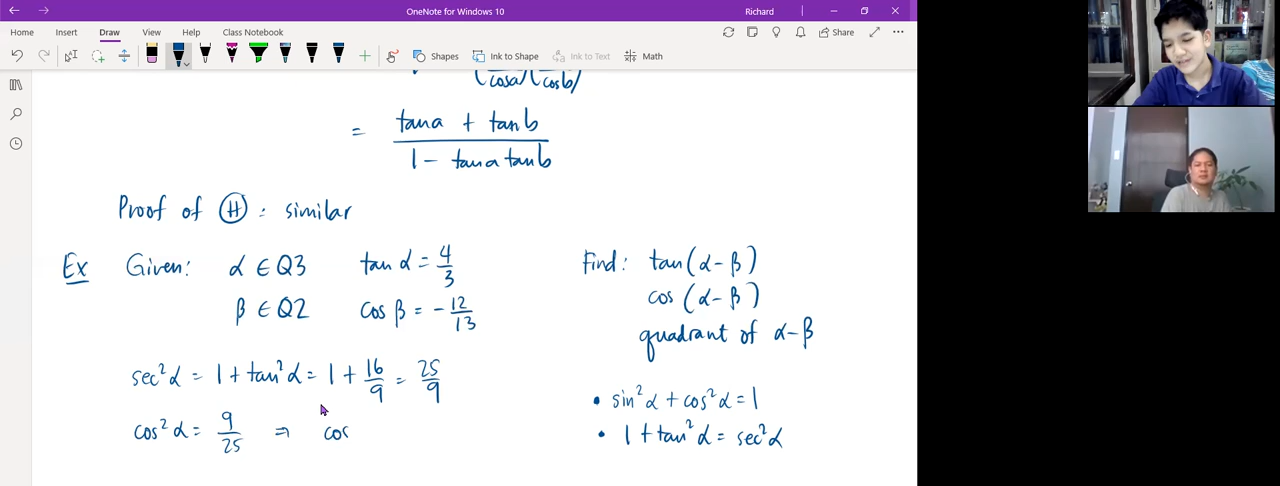 OneNote for Windows 10
Richard
Home Insert Draw View Help Class Notebook
Share
Shapes Ink to Shape Ink to Text Math
(cosa)(cosb)
= tana + tanb / 1 - tana tanb
Proof of Ⓗ : similar
Ex Given: α ∈ Q3 tan α = 4/3
β ∈ Q2 cos β = -12/13
Find: tan(α-β)
cos(α-β)
quadrant of α-β
sec²α = 1 + tan²α = 1 + 16/9 = 25/9
cos²α = 9/25 ⇒ cos
• sin²α + cos²α = 1
• 1 + tan²α = sec²α